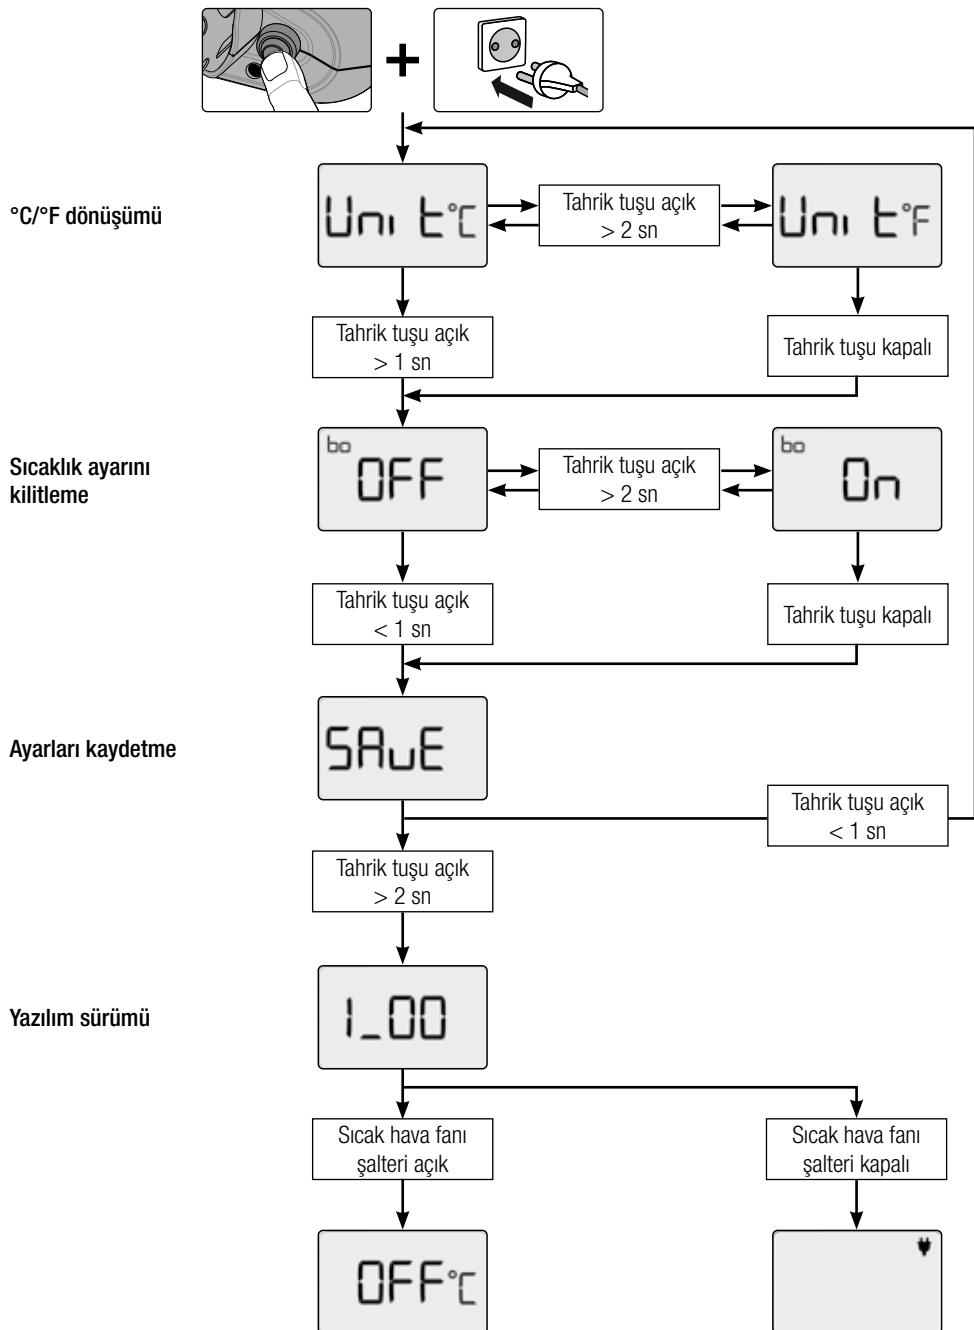 °C/°F dönüşümü
Unit°C
Tahrik tuşu açık
> 2 sn
Unit°F
Tahrik tuşu açık
> 1 sn
Tahrik tuşu kapalı
Sıcaklık ayarını
kilitleme
bo
OFF
Tahrik tuşu açık
> 2 sn
bo
On
Tahrik tuşu açık
< 1 sn
Tahrik tuşu kapalı
Ayarları kaydetme
SAvE
Tahrik tuşu açık
< 1 sn
Tahrik tuşu açık
> 2 sn
Yazılım sürümü
1_00
Sıcak hava fanı
şalteri açık
Sıcak hava fanı
şalteri kapalı
OFF°C